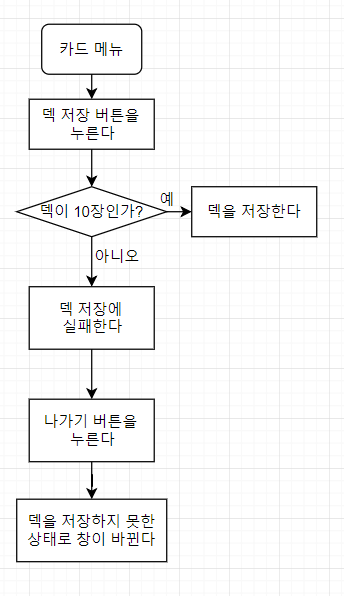 카드 메뉴
덱 저장 버튼을
누른다
덱이 10장인가?
예
덱을 저장한다
아니오
덱 저장에
실패한다
나가기 버튼을
누른다
덱을 저장하지 못한
상태로 창이 바뀐다